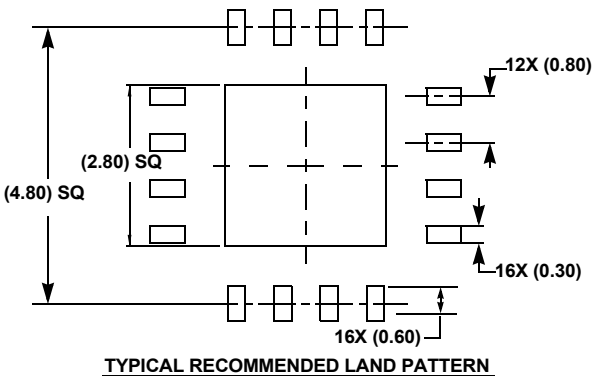 12X (0.80)
(2.80) SQ
(4.80) SQ
16X (0.30)
16X (0.60)
TYPICAL RECOMMENDED LAND PATTERN